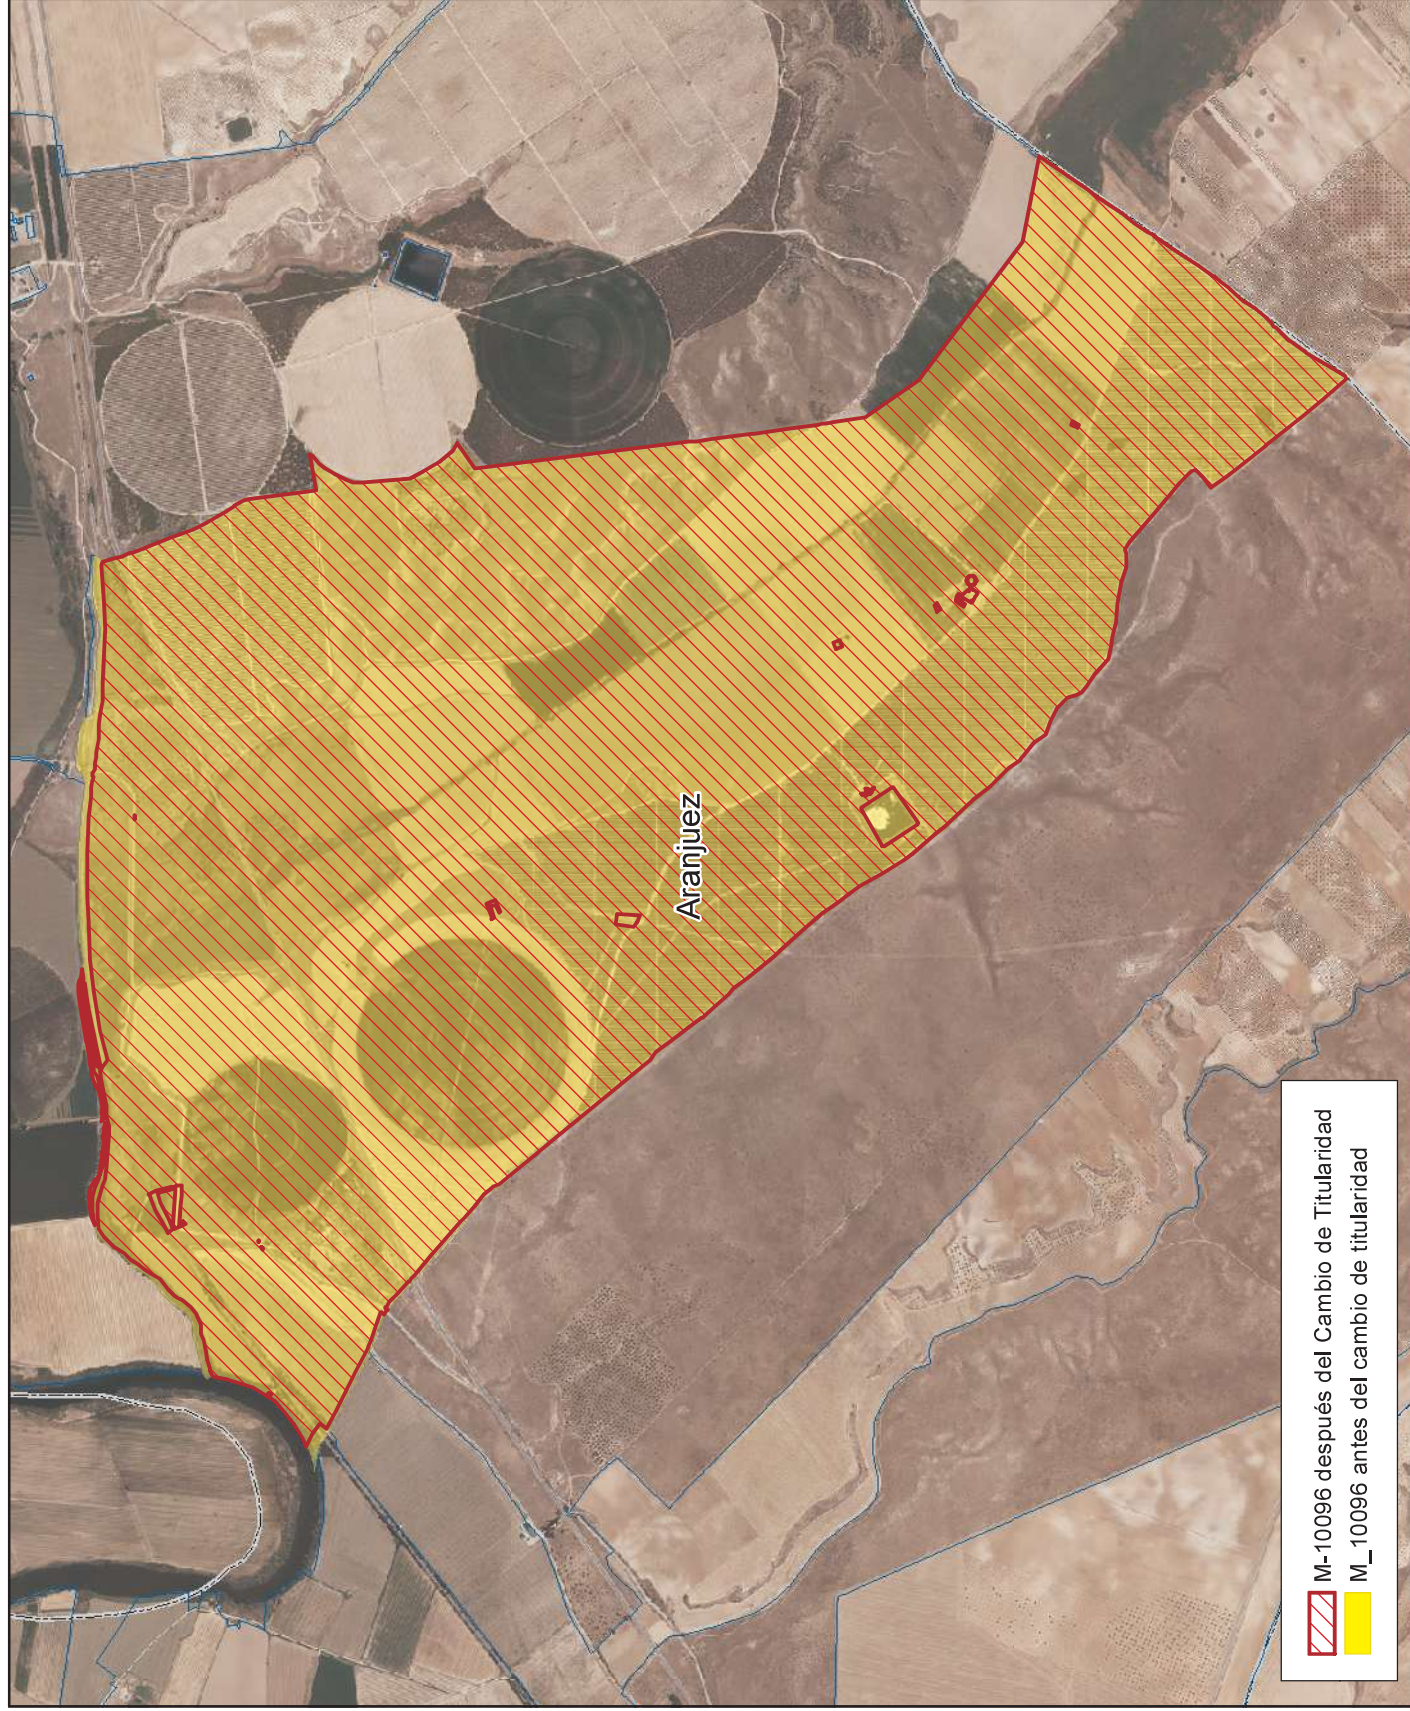 Aranjuez
M-10096 después del Cambio de Titularidad
M_10096 antes del cambio de titularidad